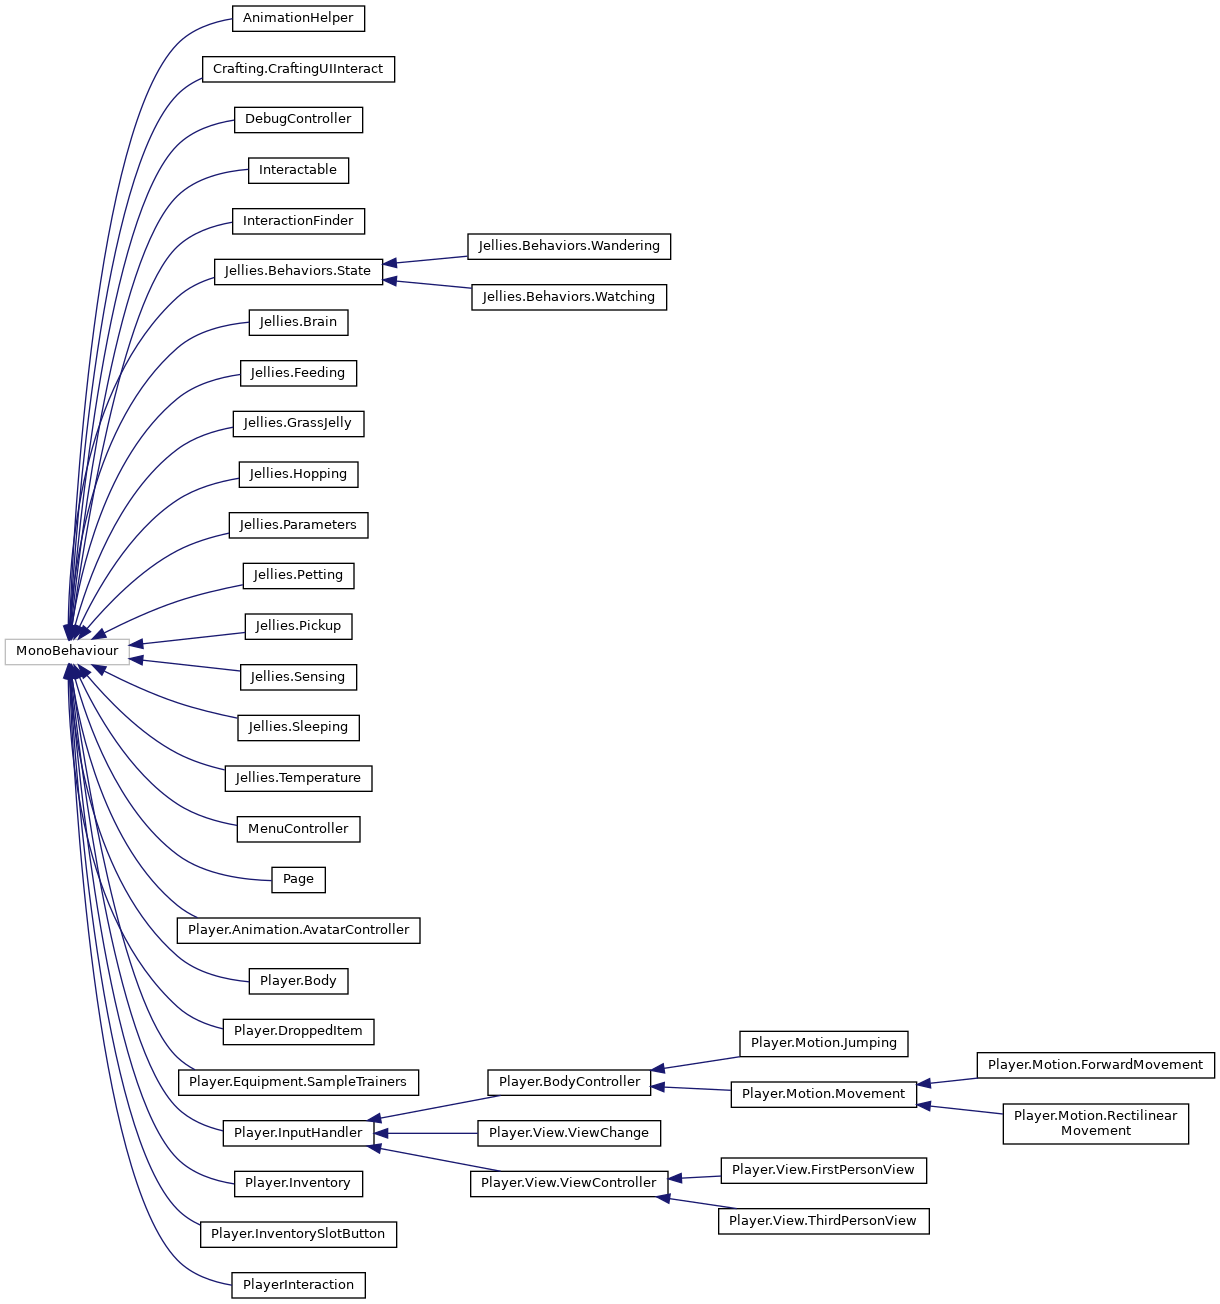 AnimationHelper
Crafting.CraftingUIInteract
DebugController
Interactable
InteractionFinder
Jellies.Behaviors.Wandering
Jellies.Behaviors.State
Jellies.Behaviors.Watching
Jellies.Brain
Jellies.Feeding
Jellies.GrassJelly
Jellies.Hopping
Jellies.Parameters
Jellies.Petting
Jellies.Pickup
MonoBehaviour
Jellies.Sensing
Jellies.Sleeping
Jellies.Temperature
MenuController
Page
Player.Animation.AvatarController
Player.Body
Player.DroppedItem
Player.Motion.Jumping
Player.Motion.ForwardMovement
Player.Equipment.SampleTrainers
Player.BodyController
Player.Motion.Movement
Player.Motion.Rectilinear
Movement
Player.InputHandler
Player.View.ViewChange
Player.View.FirstPersonView
Player.Inventory
Player.View.ViewController
Player.View.ThirdPersonView
Player.InventorySlotButton
PlayerInteraction